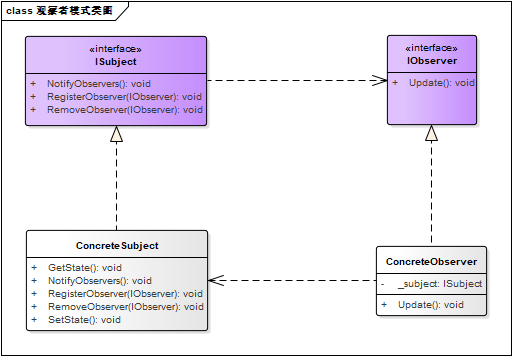 class 观察者模式类图
«interface»
ISubject
+ NotifyObservers(): void
+ RegisterObserver(IObserver): void
+ RemoveObserver(IObserver): void
«interface»
IObserver
+ Update(): void
ConcreteSubject
+ GetState(): void
+ NotifyObservers(): void
+ RegisterObserver(IObserver): void
+ RemoveObserver(IObserver): void
+ SetState(): void
ConcreteObserver
- _subject: ISubject
+ Update(): void